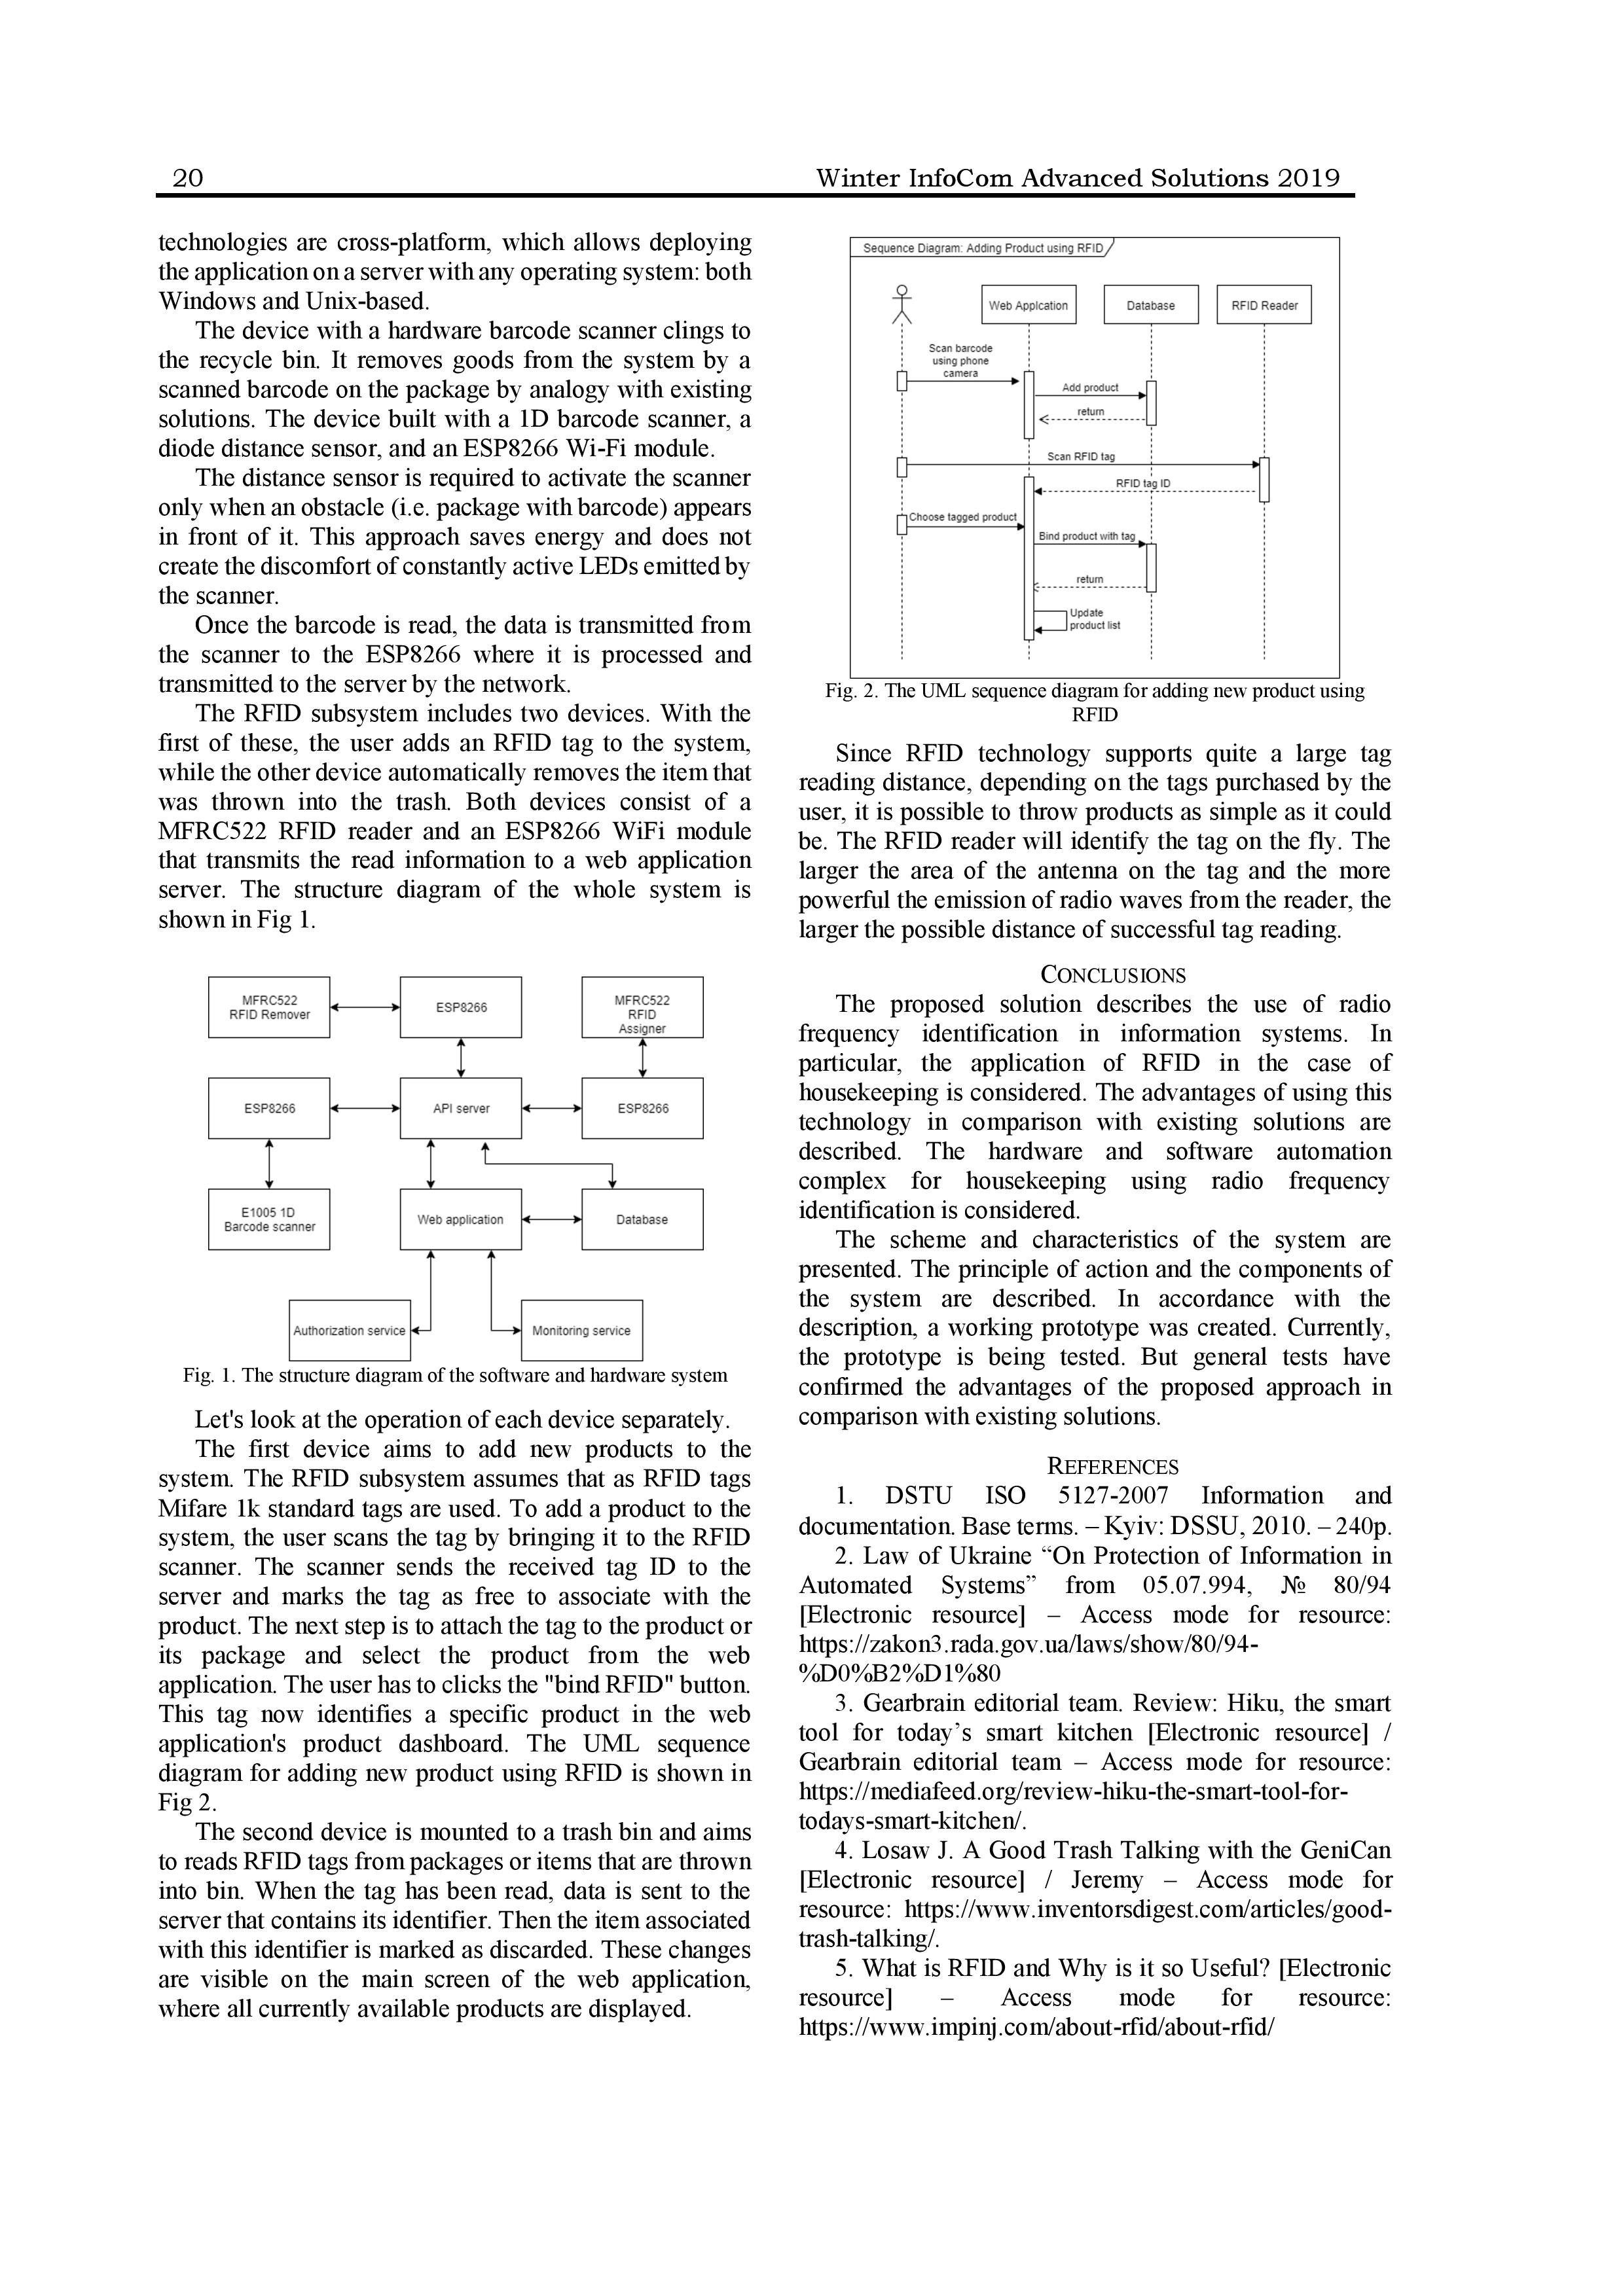 20
Winter InfoCom Advanced Solutions 2019
technologies are cross-platform, which allows deploying
the application on a server with any operating system: both
Windows and Unix-based.
The device with a hardware barcode scanner clings to
the recycle bin. It removes goods from the system by a
scanned barcode on the package by analogy with existing
solutions. The device built with a 1D barcode scanner, a
diode distance sensor, and an ESP8266 Wi-Fi module.
The distance sensor is required to activate the scanner
only when an obstacle (i.e. package with barcode) appears
in front of it. This approach saves energy and does not
create the discomfort of constantly active LEDs emitted by
the scanner.
Once the barcode is read, the data is transmitted from
the scanner to the ESP8266 where it is processed and
transmitted to the server by the network.
The RFID subsystem includes two devices. With the
first of these, the user adds an RFID tag to the system,
while the other device automatically removes the item that
was thrown into the trash. Both devices consist of a
MFRC522 RFID reader and an ESP8266 WiFi module
that transmits the read information to a web application
server. The structure diagram of the whole system is
shown in Fig 1.
MFRC522
RFID Remover
ESP8266
MFRC522
RFID
Assigner
ESP8266
API server
ESP8266
E1005 1D
Barcode scanner
Web application
Database
Authorization service
Monitoring service
Fig. 1. The structure diagram of the software and hardware system
Let's look at the operation of each device separately.
The first device aims to add new products to the
system. The RFID subsystem assumes that as RFID tags
Mifare 1k standard tags are used. To add a product to the
system, the user scans the tag by bringing it to the RFID
scanner. The scanner sends the received tag ID to the
server and marks the tag as free to associate with the
product. The next step is to attach the tag to the product or
its package and select the product from the web
application. The user has to clicks the "bind RFID" button.
This tag now identifies a specific product in the web
application's product dashboard. The UML sequence
diagram for adding new product using RFID is shown in
Fig 2.
The second device is mounted to a trash bin and aims
to reads RFID tags from packages or items that are thrown
into bin. When the tag has been read, data is sent to the
server that contains its identifier. Then the item associated
with this identifier is marked as discarded. These changes
are visible on the main screen of the web application,
where all currently available products are displayed.
Sequence Diagram: Adding Product using RFID
Web Applcation
Database
RFID Reader
Scan barcode
using phone
camera
Add product
return
Scan RFID tag
RFID tag ID
Choose tagged product
Bind product with tag
return
Update
product list
Fig. 2. The UML sequence diagram for adding new product using
RFID
Since RFID technology supports quite a large tag
reading distance, depending on the tags purchased by the
user, it is possible to throw products as simple as it could
be. The RFID reader will identify the tag on the fly. The
larger the area of the antenna on the tag and the more
powerful the emission of radio waves from the reader, the
larger the possible distance of successful tag reading.
CONCLUSIONS
The proposed solution describes the use of radio
frequency identification in information systems. In
particular, the application of RFID in the case of
housekeeping is considered. The advantages of using this
technology in comparison with existing solutions are
described. The hardware and software automation
complex for housekeeping using radio frequency
identification is considered.
The scheme and characteristics of the system are
presented. The principle of action and the components of
the system are described. In accordance with the
description, a working prototype was created. Currently,
the prototype is being tested. But general tests have
confirmed the advantages of the proposed approach in
comparison with existing solutions.
REFERENCES
1. DSTU ISO 5127-2007 Information and
documentation. Base terms. – Kyiv: DSSU, 2010. – 240p.
2. Law of Ukraine “On Protection of Information in
Automated Systems” from 05.07.994, № 80/94
[Electronic resource] – Access mode for resource:
https://zakon3.rada.gov.ua/laws/show/80/94-
%D0%B2%D1%80
3. Gearbrain editorial team. Review: Hiku, the smart
tool for today’s smart kitchen [Electronic resource] /
Gearbrain editorial team – Access mode for resource:
https://mediafeed.org/review-hiku-the-smart-tool-for-
todays-smart-kitchen/.
4. Losaw J. A Good Trash Talking with the GeniCan
[Electronic resource] / Jeremy – Access mode for
resource: https://www.inventorsdigest.com/articles/good-
trash-talking/.
5. What is RFID and Why is it so Useful? [Electronic
resource] – Access mode for resource:
https://www.impinj.com/about-rfid/about-rfid/